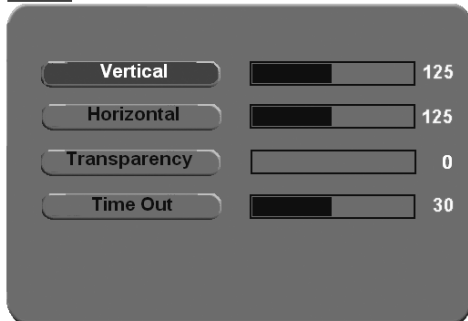 Vertical 125
Horizontal 125
Transparency 0
Time Out 30